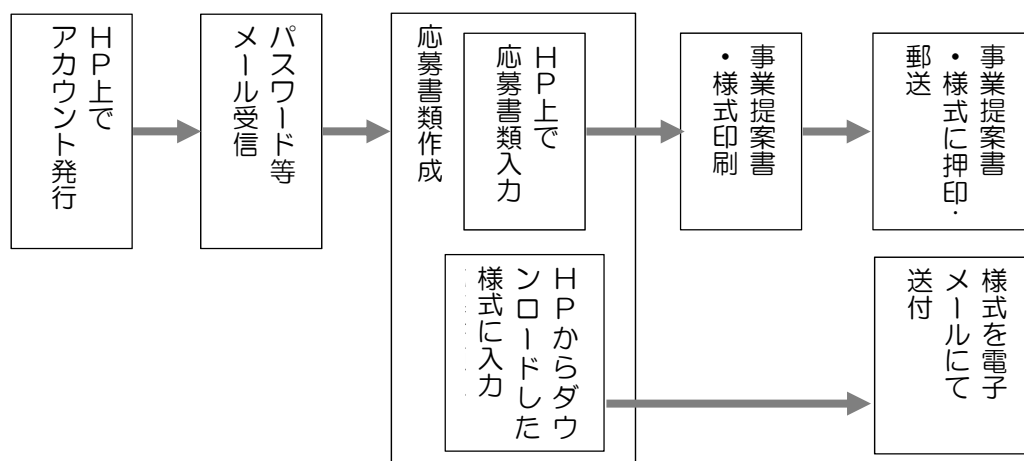 ＨＰ上で
アカウント発行
パスワード等
メール受信
応募書類作成
ＨＰ上で
応募書類入力
ＨＰからダウ
ンロードした
様式に入力
事業提案書
・様式印刷
事業提案書
・様式に押印・
郵送
様式を電子
メールにて
送付